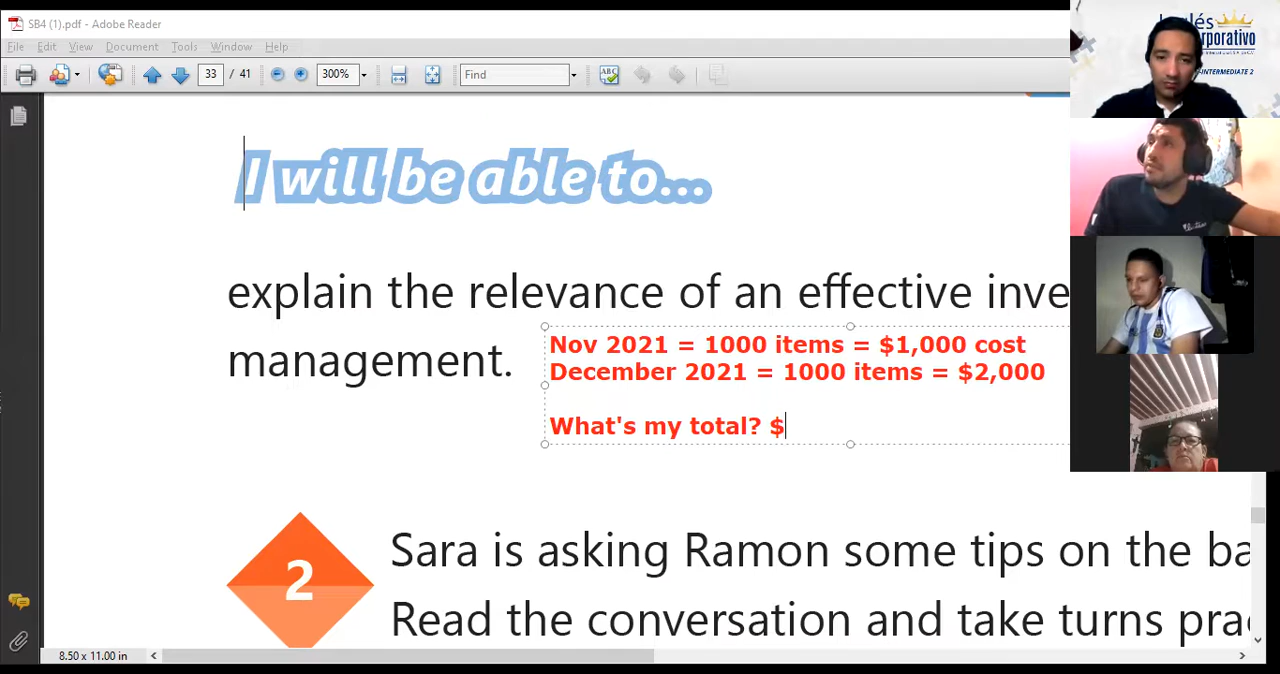 SB4 (1).pdf - Adobe Reader
File Edit View Document Tools Window Help
33 / 41 300% Find
I will be able to...
explain the relevance of an effective inve
management.
Nov 2021 = 1000 items = $1,000 cost
December 2021 = 1000 items = $2,000
What's my total? $
2
Sara is asking Ramon some tips on the ba
Read the conversation and take turns prac
8.50 x 11.00 in